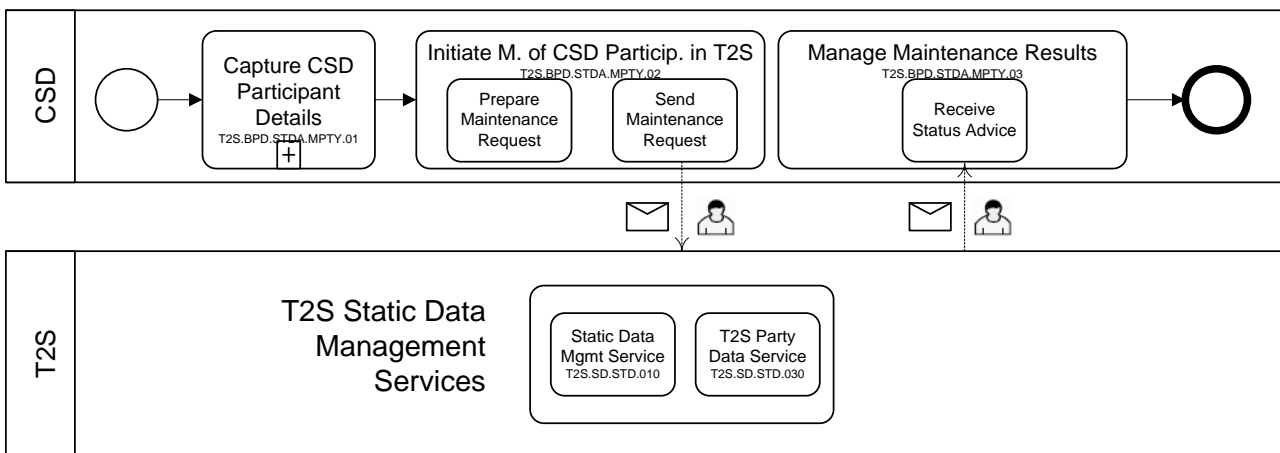 CSD
Capture CSD
Participant
Details
T2S.BPD.STDA.MPTY.01
+
Initiate M. of CSD Particip. in T2S
T2S.BPD.STDA.MPTY.02
Prepare
Maintenance
Request
Send
Maintenance
Request
Manage Maintenance Results
T2S.BPD.STDA.MPTY.03
Receive
Status Advice
T2S
T2S Static Data
Management
Services
Static Data
Mgmt Service
T2S.SD.STD.010
T2S Party
Data Service
T2S.SD.STD.030